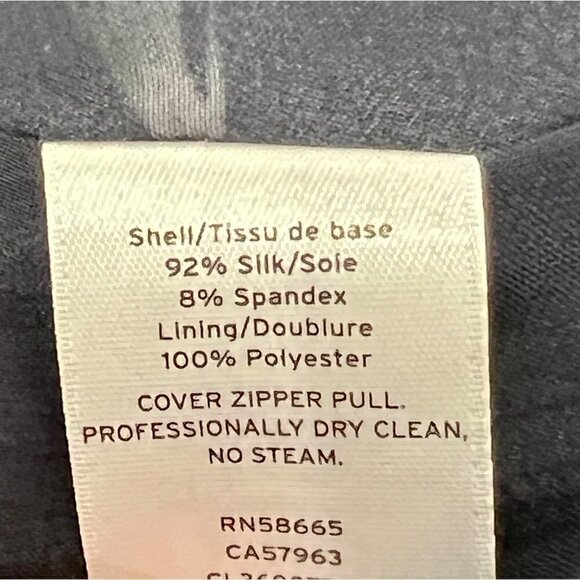 Shell/Tissu de base
92% Silk/Soie
8% Spandex
Lining/Doublure
100% Polyester
COVER ZIPPER PULL.
PROFESSIONALLY DRY CLEAN,
NO STEAM.
RN58665
CA57963